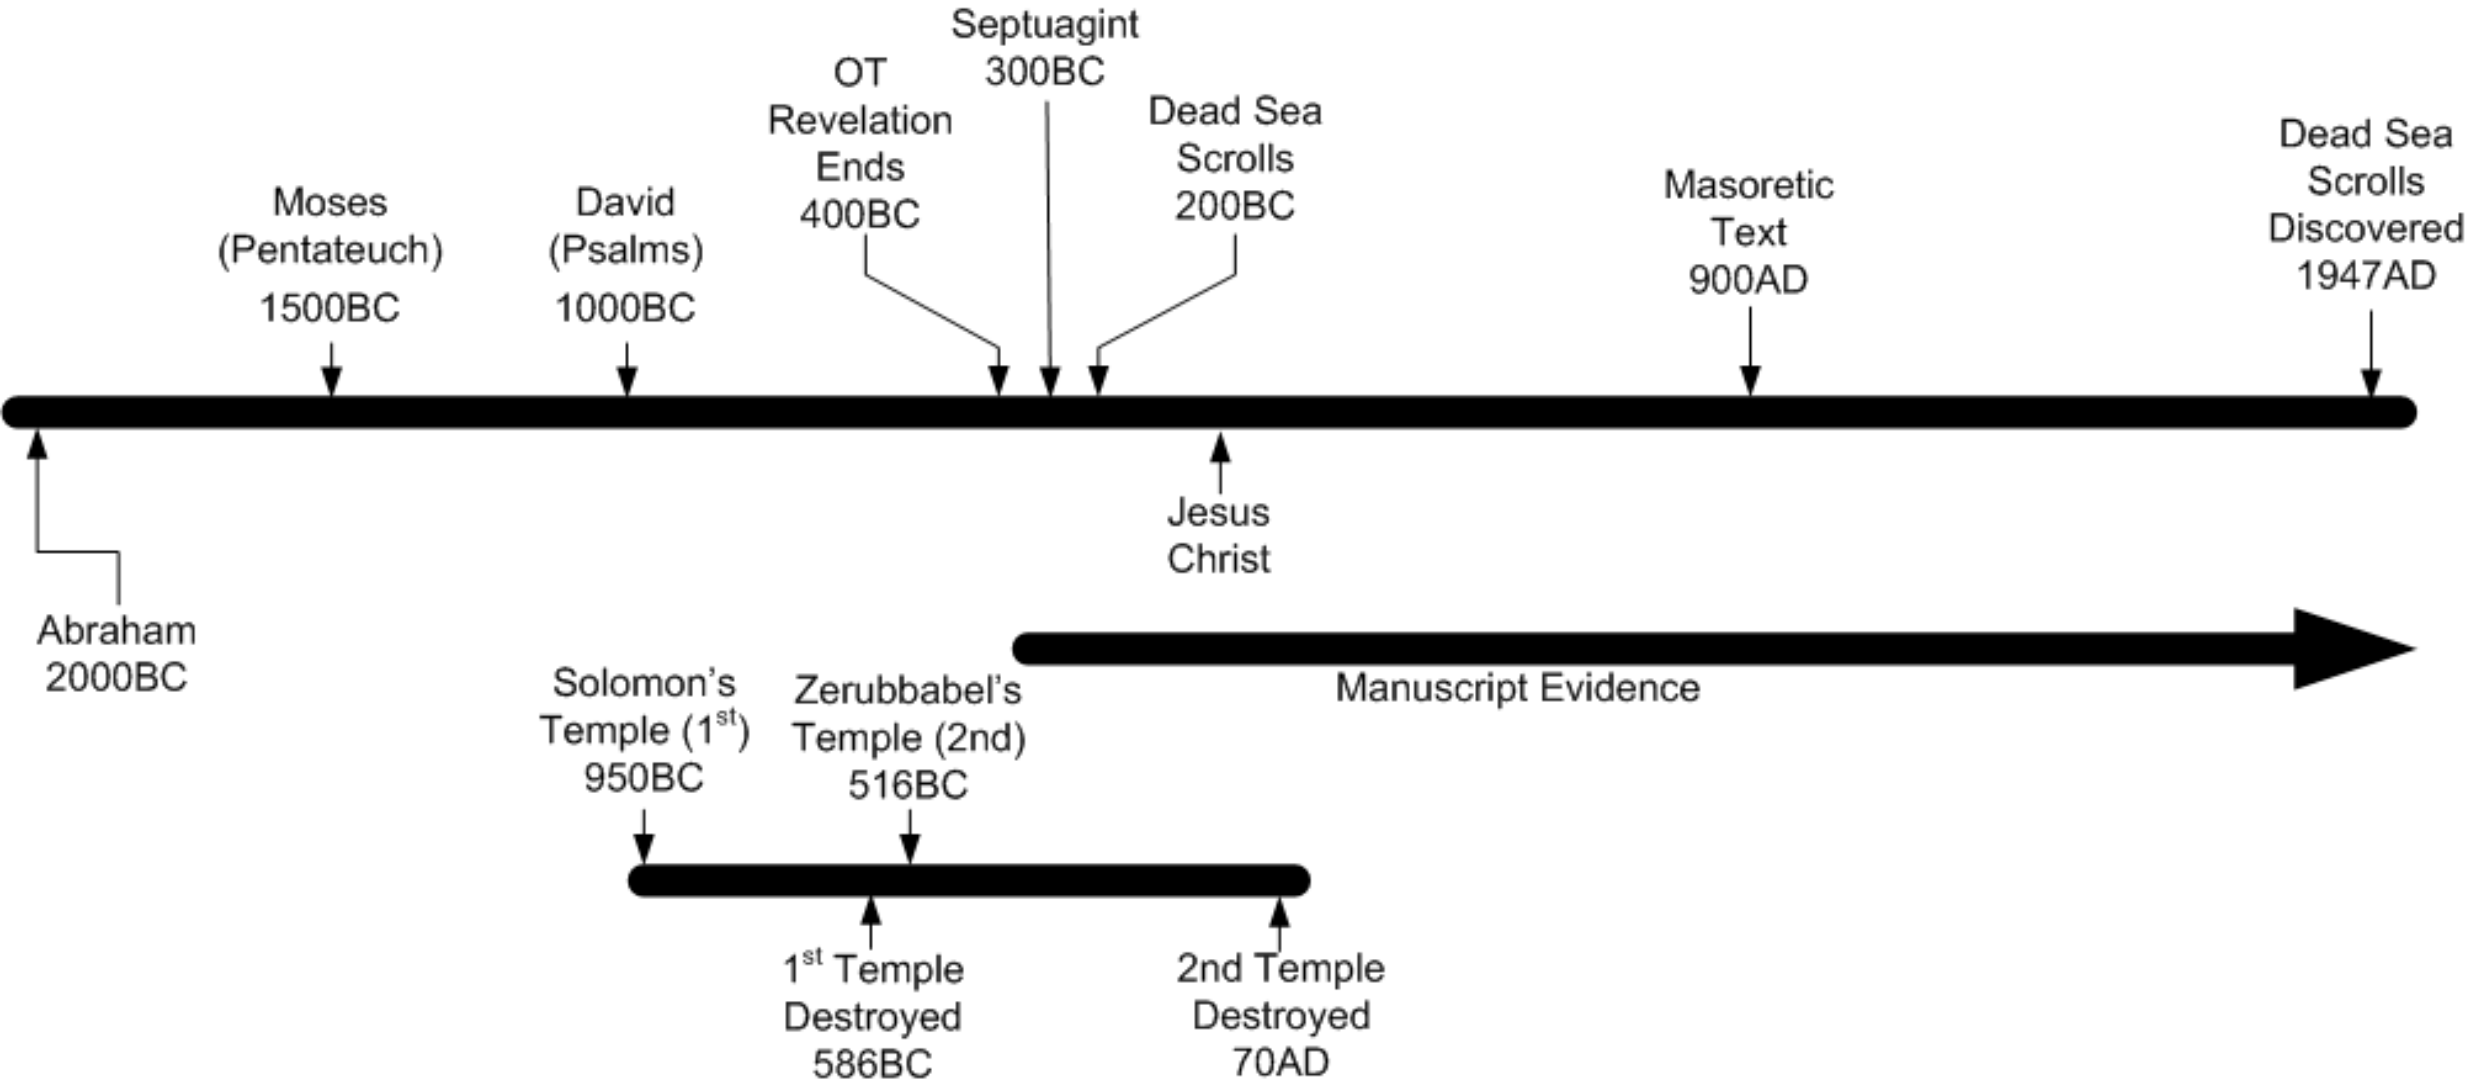 Septuagint
300BC
OT
Revelation
Ends
400BC
Dead Sea
Scrolls
200BC
Dead Sea
Scrolls
Discovered
1947AD
Moses
(Pentateuch)
1500BC
David
(Psalms)
1000BC
Masoretic
Text
900AD
Jesus
Christ
Abraham
2000BC
Manuscript Evidence
Solomon’s
Temple (1st)
950BC
Zerubbabel’s
Temple (2nd)
516BC
1st Temple
Destroyed
586BC
2nd Temple
Destroyed
70AD